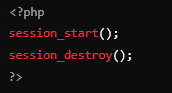 <?php
session_start();
session_destroy();
?>